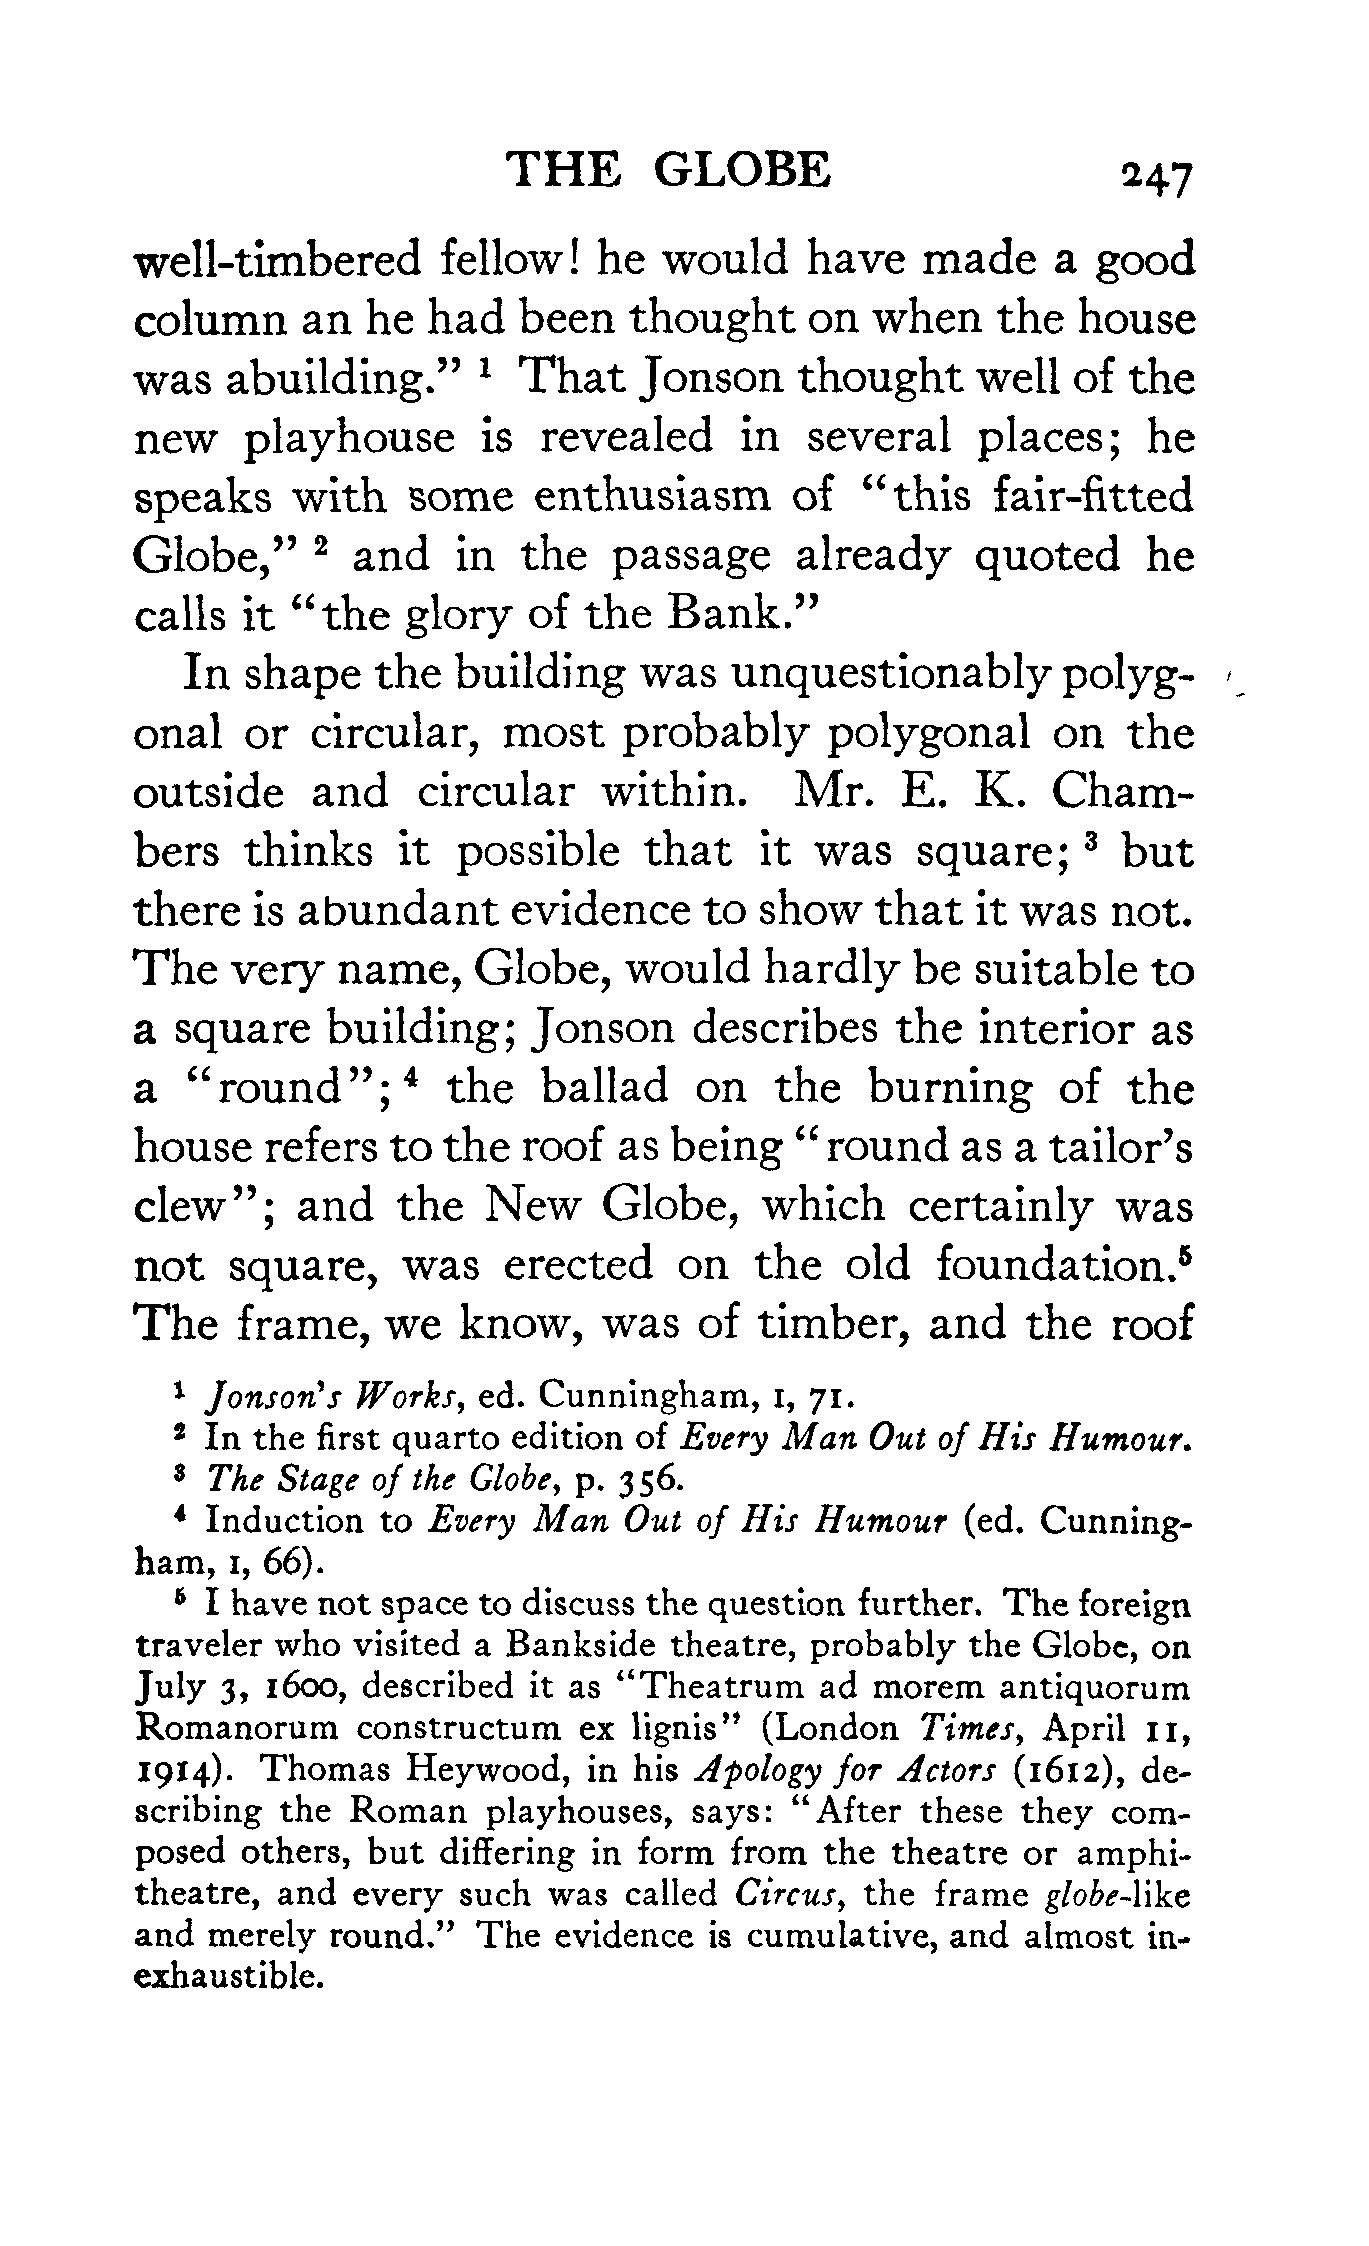 THE GLOBE 247
well-timbered fellow! he would have made a good
column an he had been thought on when the house
was abuilding." ¹ That Jonson thought well of the
new playhouse is revealed in several places; he
speaks with some enthusiasm of "this fair-fitted
Globe," ² and in the passage already quoted he
calls it "the glory of the Bank."
In shape the building was unquestionably polyg-
onal or circular, most probably polygonal on the
outside and circular within. Mr. E. K. Cham-
bers thinks it possible that it was square; ³ but
there is abundant evidence to show that it was not.
The very name, Globe, would hardly be suitable to
a square building; Jonson describes the interior as
a "round"; ⁴ the ballad on the burning of the
house refers to the roof as being "round as a tailor's
clew"; and the New Globe, which certainly was
not square, was erected on the old foundation.⁵
The frame, we know, was of timber, and the roof
¹ Jonson's Works, ed. Cunningham, I, 71.
² In the first quarto edition of Every Man Out of His Humour.
³ The Stage of the Globe, p. 356.
⁴ Induction to Every Man Out of His Humour (ed. Cunning-
ham, I, 66).
⁵ I have not space to discuss the question further. The foreign
traveler who visited a Bankside theatre, probably the Globe, on
July 3, 1600, described it as "Theatrum ad morem antiquorum
Romanorum constructum ex lignis" (London Times, April 11,
1914). Thomas Heywood, in his Apology for Actors (1612), de-
scribing the Roman playhouses, says: "After these they com-
posed others, but differing in form from the theatre or amphi-
theatre, and every such was called Circus, the frame globe-like
and merely round." The evidence is cumulative, and almost in-
exhaustible.